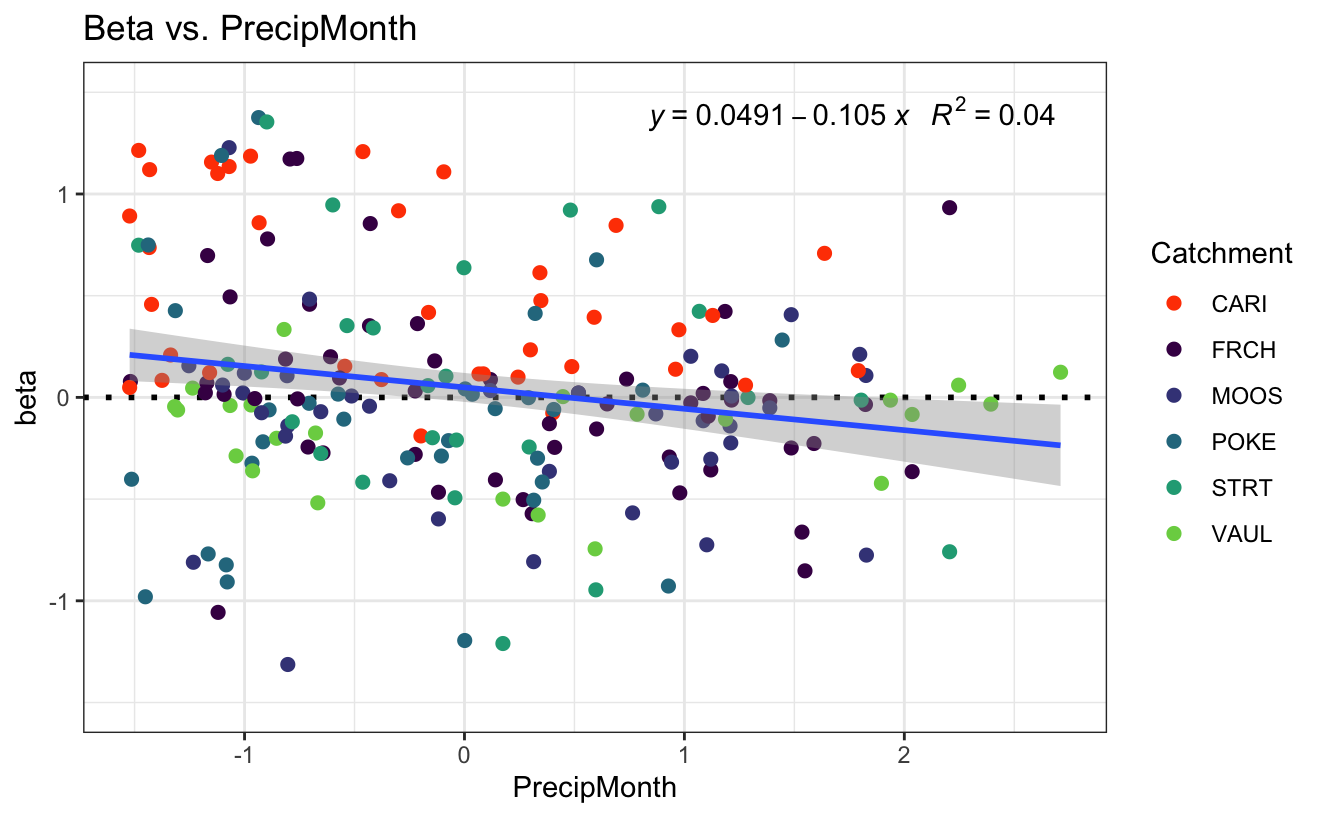 Beta vs. PrecipMonth
y = 0.0491 – 0.105 x R² = 0.04
1
0
-1
beta
-1
0
1
2
PrecipMonth
Catchment
CARI
FRCH
MOOS
POKE
STRT
VAUL